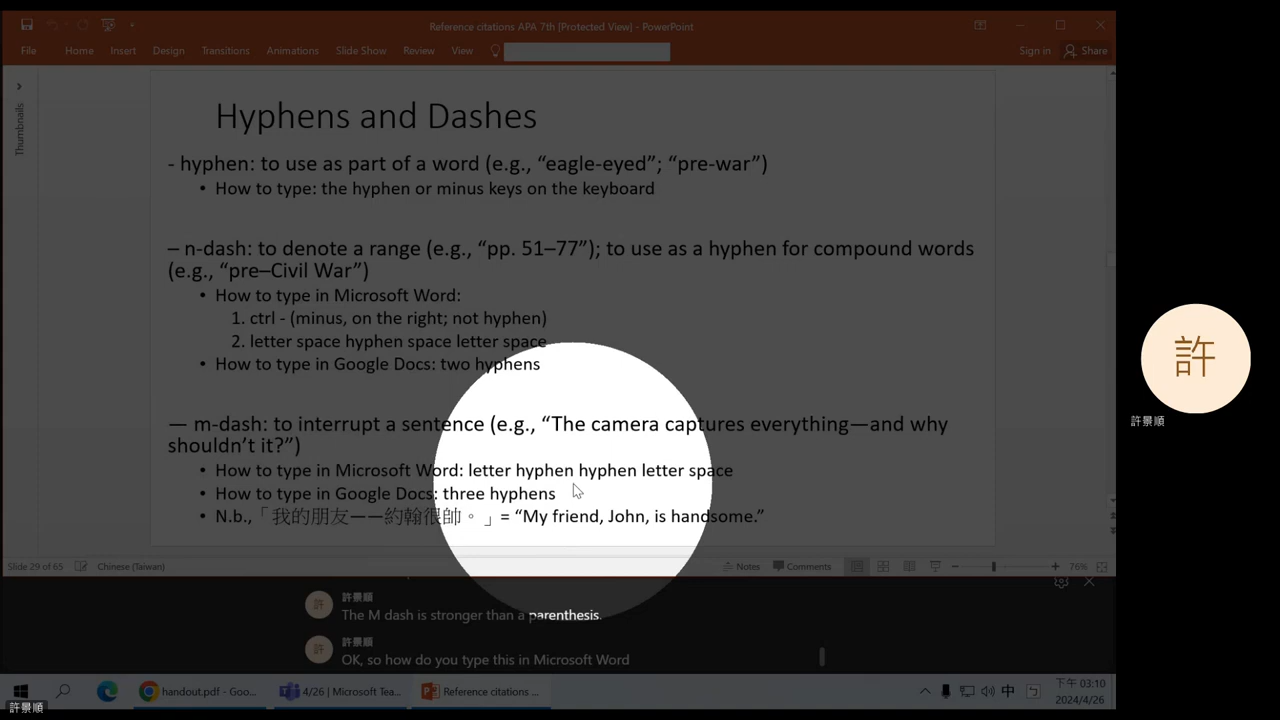 Reference citations APA 7th [Protected View] - PowerPoint
File Home Insert Design Transitions Animations Slide Show Review View Sign in Share
Thumbnails
Hyphens and Dashes
- hyphen: to use as part of a word (e.g., “eagle-eyed”; “pre-war”)
• How to type: the hyphen or minus keys on the keyboard
– n-dash: to denote a range (e.g., “pp. 51–77”); to use as a hyphen for compound words
(e.g., “pre–Civil War”)
• How to type in Microsoft Word:
1. ctrl - (minus, on the right; not hyphen)
2. letter space hyphen space letter space
• How to type in Google Docs: two hyphens
— m-dash: to interrupt a sentence (e.g., “The camera captures everything—and why
shouldn’t it?”)
• How to type in Microsoft Word: letter hyphen hyphen letter space
• How to type in Google Docs: three hyphens
• N.b.,「我的朋友——約翰很帥。」= “My friend, John, is handsome.”
Slide 29 of 65 Chinese (Taiwan) Notes Comments 76%
許 許景順
The M dash is stronger than a parenthesis.
許 許景順
OK, so how do you type this in Microsoft Word
handout.pdf - Goo... 4/26 | Microsoft Tea... Reference citations ... 中 下午 03:10
2024/4/26
許景順
許
許景順